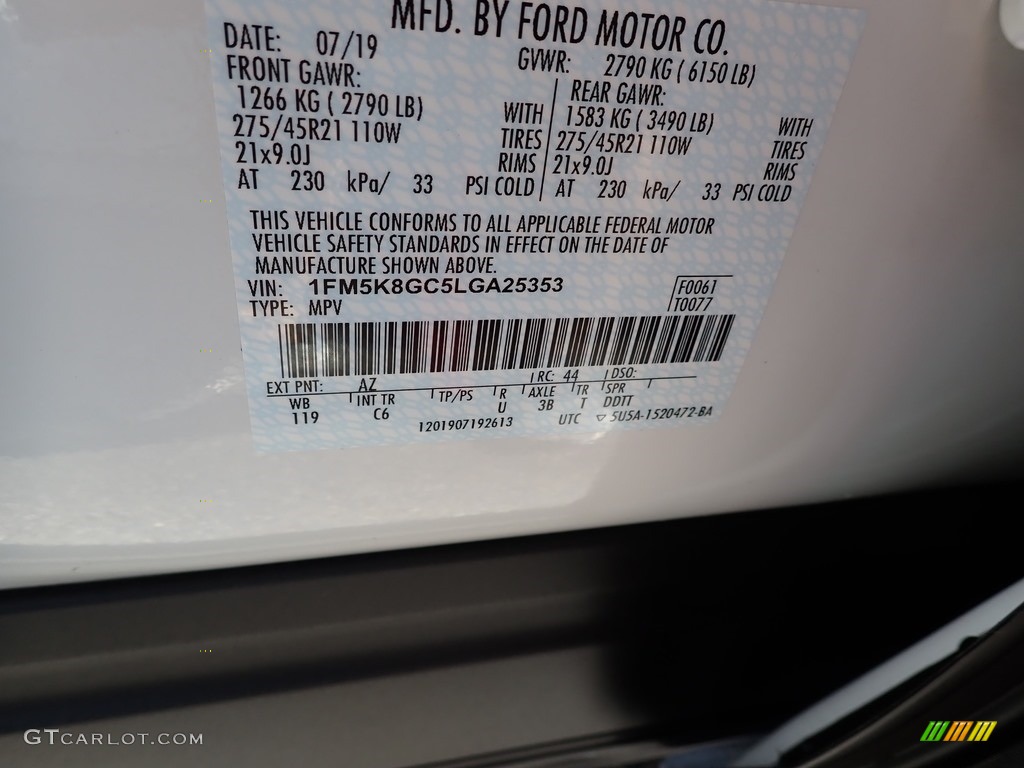 MFD. BY FORD MOTOR CO.
DATE: 07/19 GVWR: 2790 KG ( 6150 LB)
FRONT GAWR: REAR GAWR:
1266 KG ( 2790 LB) WITH 1583 KG ( 3490 LB) WITH
275/45R21 110W TIRES 275/45R21 110W TIRES
21x9.0J RIMS 21x9.0J RIMS
AT 230 kPa/ 33 PSI COLD AT 230 kPa/ 33 PSI COLD
THIS VEHICLE CONFORMS TO ALL APPLICABLE FEDERAL MOTOR
VEHICLE SAFETY STANDARDS IN EFFECT ON THE DATE OF
MANUFACTURE SHOWN ABOVE.
VIN: 1FM5K8GC5LGA25353 F0061
TYPE: MPV T0077
EXT PNT: AZ RC: 44 DSO:
WB INT TR TP/PS R AXLE TR SPR
119 C6 U 3B T DDTT
1201907192613 UTC ▽ 5U5A-1520472-BA
GTCARLOT.COM